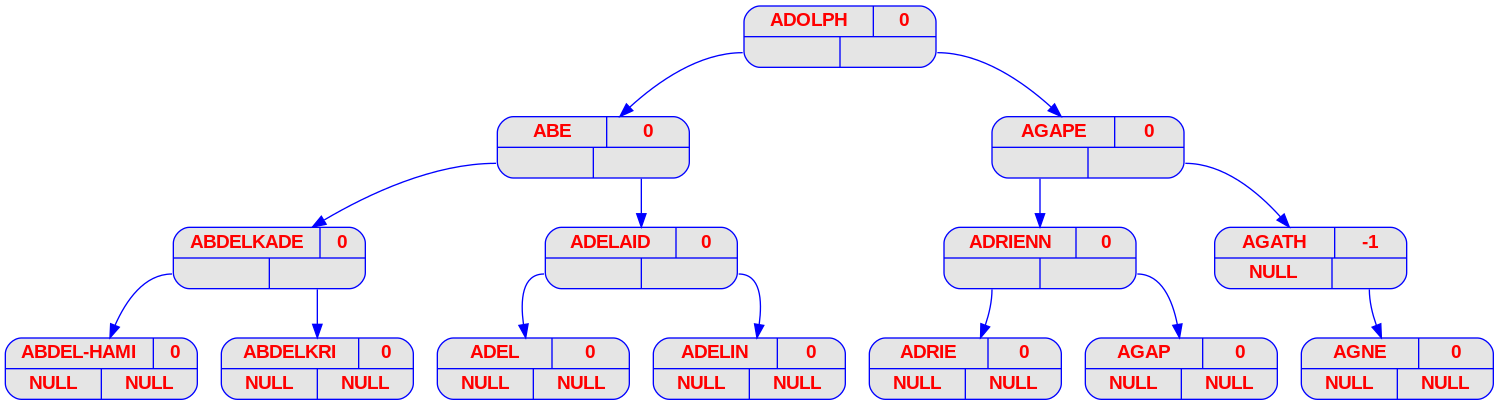 ADOLPH 0
ABE 0
AGAPE 0
ABDELKADE 0
ADELAID 0
ADRIENN 0
AGATH -1
NULL
ABDEL-HAMI 0
NULL NULL
ABDELKRI 0
NULL NULL
ADEL 0
NULL NULL
ADELIN 0
NULL NULL
ADRIE 0
NULL NULL
AGAP 0
NULL NULL
AGNE 0
NULL NULL